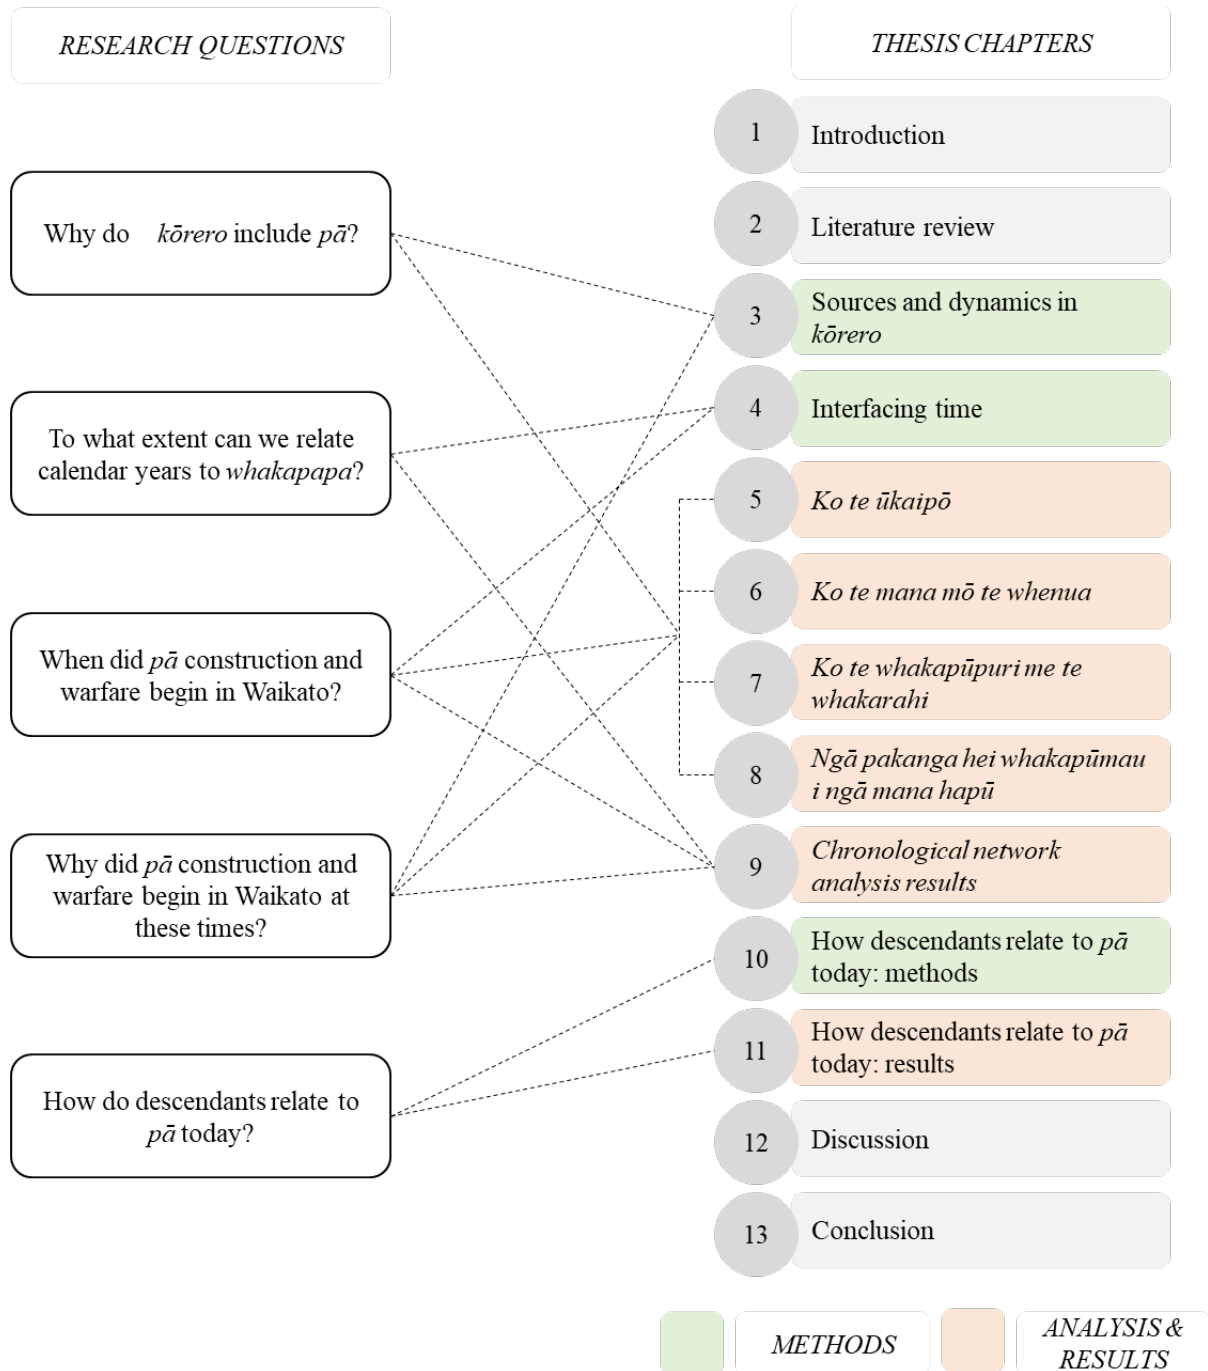 RESEARCH QUESTIONS
Why do kōrero include pā?
To what extent can we relate
calendar years to whakapapa?
When did pā construction and
warfare begin in Waikato?
Why did pā construction and
warfare begin in Waikato at
these times?
How do descendants relate to
pā today?
THESIS CHAPTERS
1
Introduction
2
Literature review
3
Sources and dynamics in
kōrero
4
Interfacing time
5
Ko te ūkaipō
6
Ko te mana mō te whenua
7
Ko te whakapūpuri me te
whakarahi
8
Ngā pakanga hei whakapūmau
i ngā mana hapū
9
Chronological network
analysis results
10
How descendants relate to pā
today: methods
11
How descendants relate to pā
today: results
12
Discussion
13
Conclusion
METHODS
ANALYSIS &
RESULTS